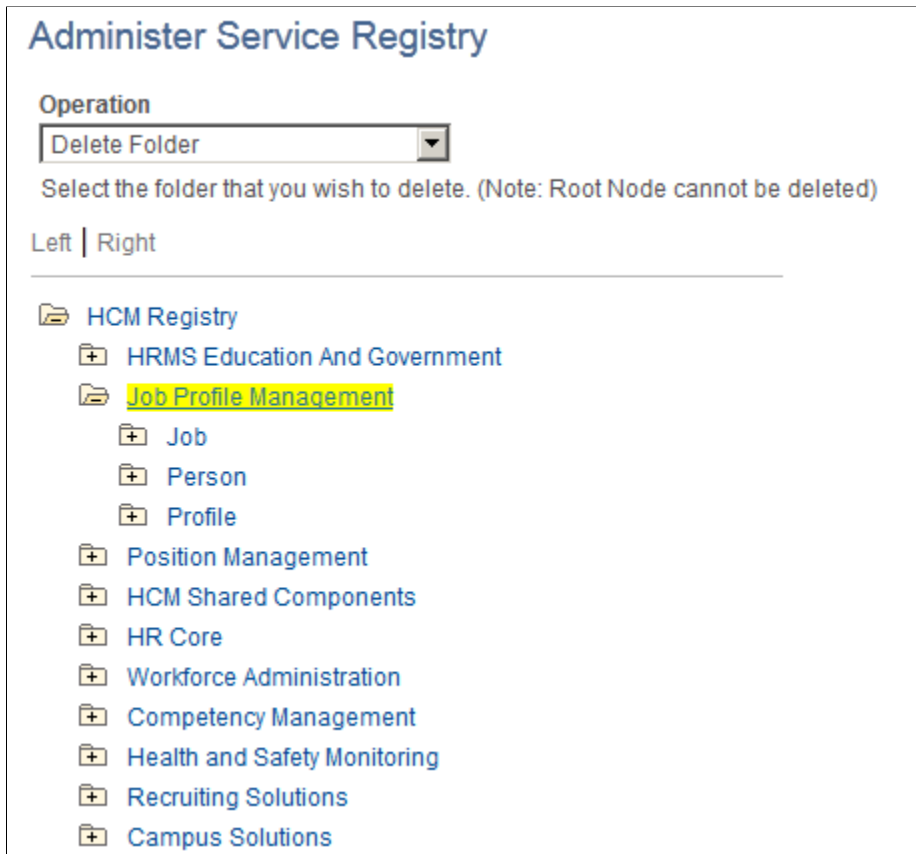 Administer Service Registry
Operation
Delete Folder
Select the folder that you wish to delete. (Note: Root Node cannot be deleted)
Left | Right
HCM Registry
HRMS Education And Government
Job Profile Management
Job
Person
Profile
Position Management
HCM Shared Components
HR Core
Workforce Administration
Competency Management
Health and Safety Monitoring
Recruiting Solutions
Campus Solutions